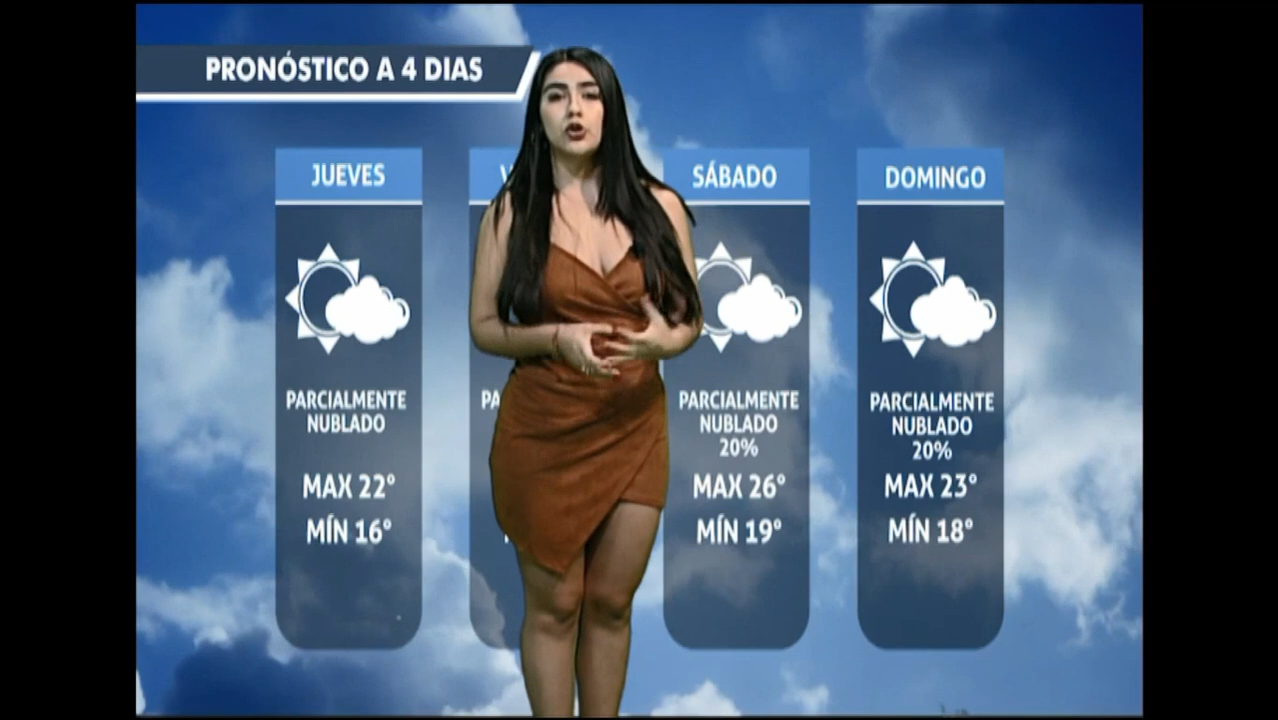 PRONÓSTICO A 4 DIAS
JUEVES
SÁBADO
DOMINGO
PARCIALMENTE
NUBLADO
MAX 22°
MÍN 16°
PARCIALMENTE
NUBLADO
20%
MAX 26°
MÍN 19°
PARCIALMENTE
NUBLADO
20%
MAX 23°
MÍN 18°